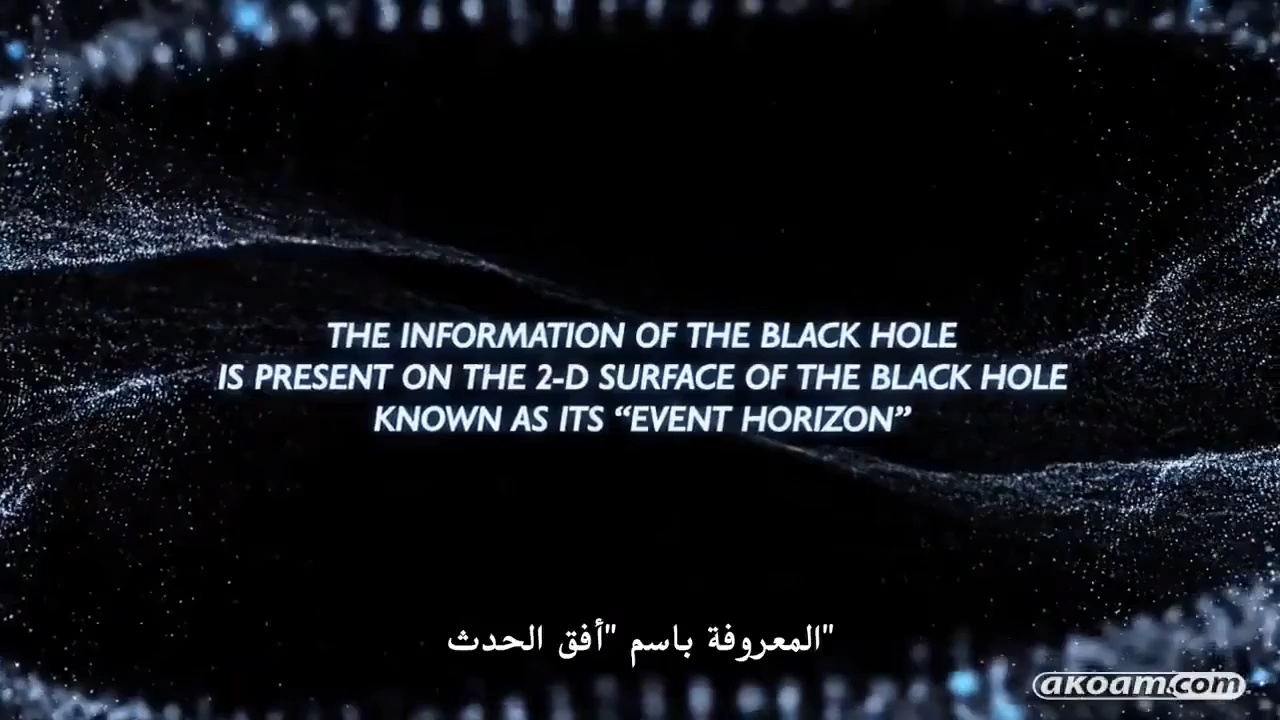 THE INFORMATION OF THE BLACK HOLE
IS PRESENT ON THE 2-D SURFACE OF THE BLACK HOLE
KNOWN AS ITS “EVENT HORIZON”
"المعروفة باسم "أفق الحدث
akoam.com